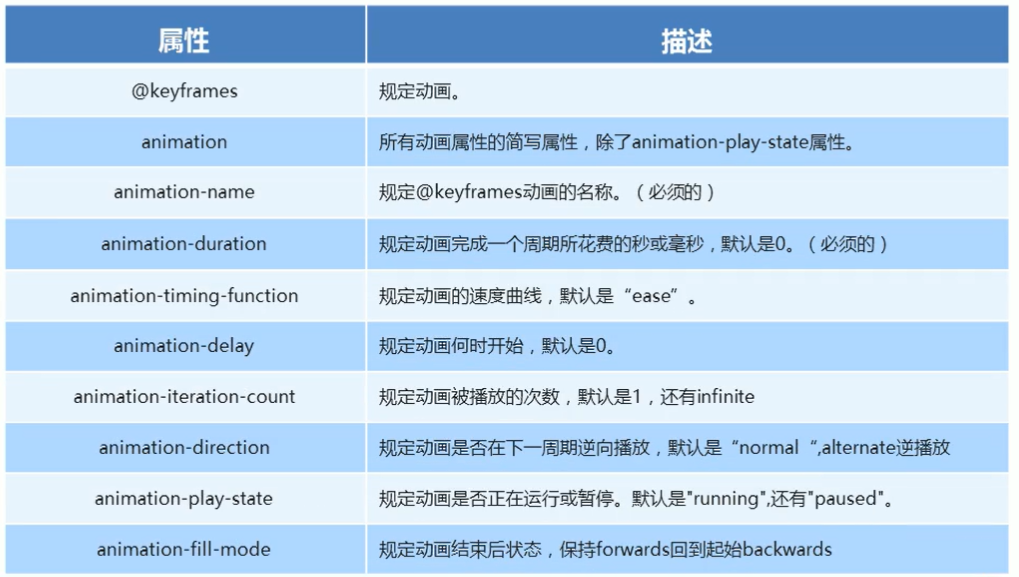 属性 描述
@keyframes 规定动画。
animation 所有动画属性的简写属性，除了animation-play-state属性。
animation-name 规定@keyframes动画的名称。（必须的）
animation-duration 规定动画完成一个周期所花费的秒或毫秒，默认是0。（必须的）
animation-timing-function 规定动画的速度曲线，默认是“ease”。
animation-delay 规定动画何时开始，默认是0。
animation-iteration-count 规定动画被播放的次数，默认是1，还有infinite
animation-direction 规定动画是否在下一周期逆向播放，默认是“normal“,alternate逆播放
animation-play-state 规定动画是否正在运行或暂停。默认是"running",还有"paused"。
animation-fill-mode 规定动画结束后状态，保持forwards回到起始backwards